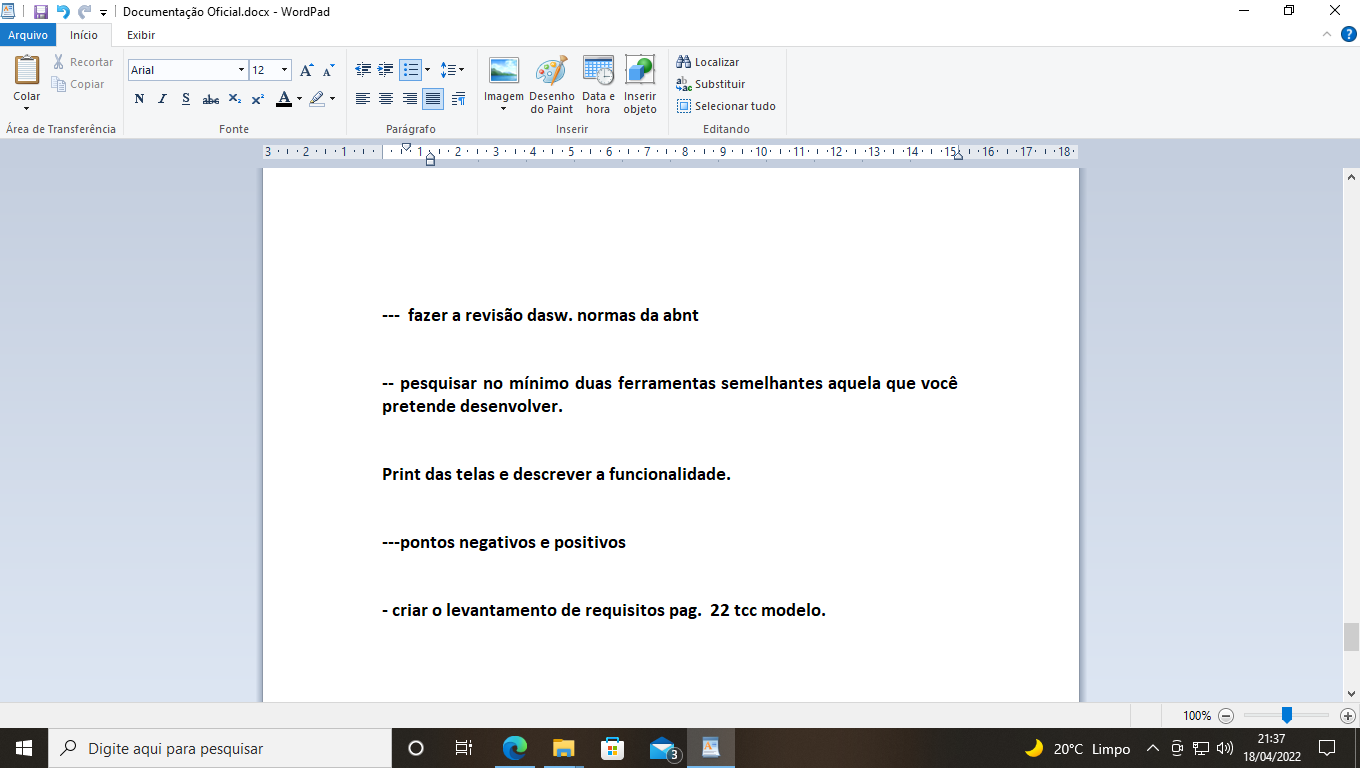 Documentação Oficial.docx - WordPad
Arquivo Início Exibir
Colar
Recortar
Copiar
Área de Transferência
Arial 12
N I S abc X₂ X² A
Fonte
Parágrafo
Imagem
Desenho do Paint
Data e hora
Inserir objeto
Inserir
Localizar
Substituir
Selecionar tudo
Editando
3 2 1 1 2 3 4 5 6 7 8 9 10 11 12 13 14 15 16 17 18
--- fazer a revisão dasw. normas da abnt
-- pesquisar no mínimo duas ferramentas semelhantes aquela que você
pretende desenvolver.
Print das telas e descrever a funcionalidade.
---pontos negativos e positivos
- criar o levantamento de requisitos pag. 22 tcc modelo.
100%
Digite aqui para pesquisar
3
20°C Limpo
21:37
18/04/2022